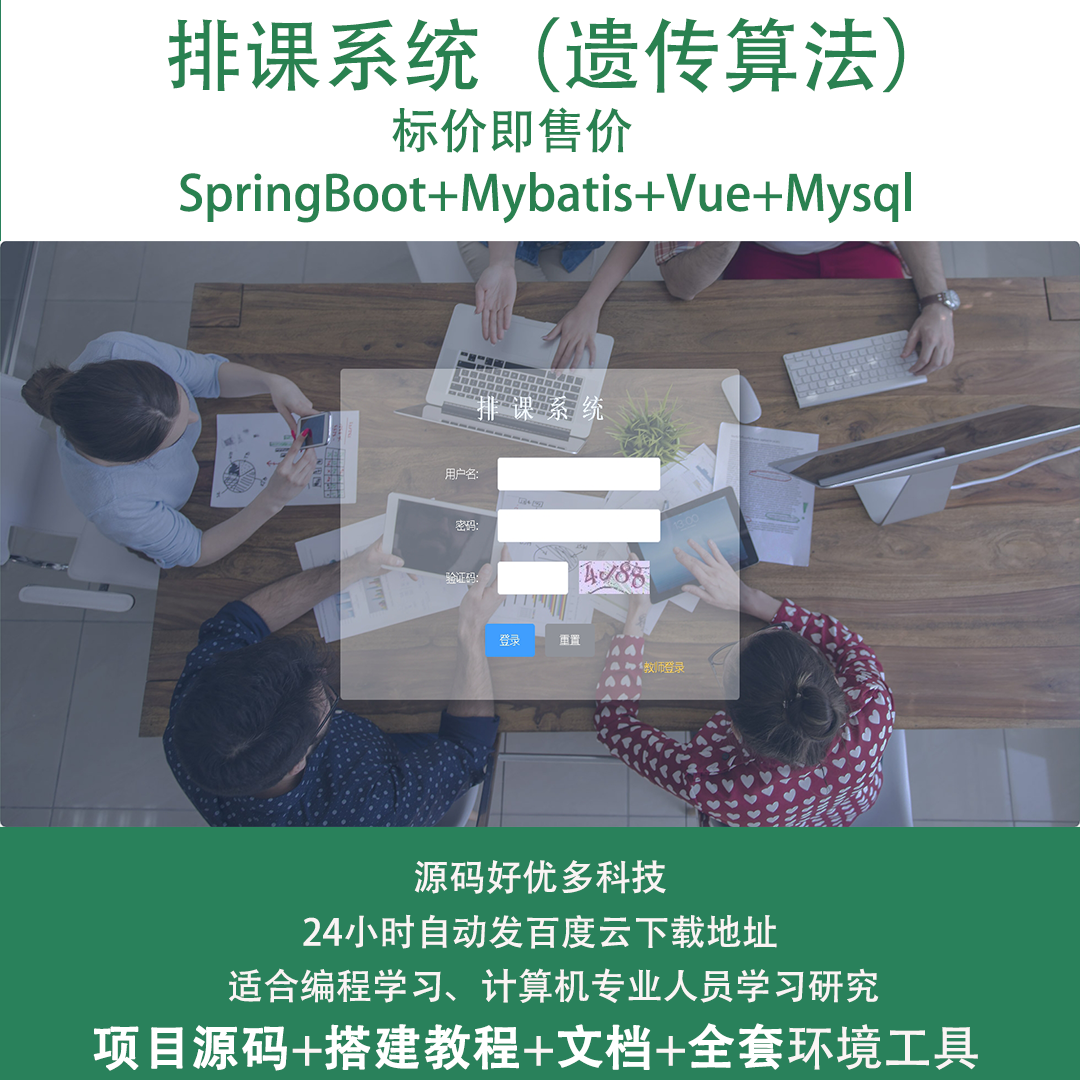 排课系统（遗传算法）
标价即售价
SpringBoot+Mybatis+Vue+Mysql
排课系统
用户名:
密码:
验证码:
登录 重置
教师登录
源码好优多科技
24小时自动发百度云下载地址
适合编程学习、计算机专业人员学习研究
项目源码+搭建教程+文档+全套环境工具